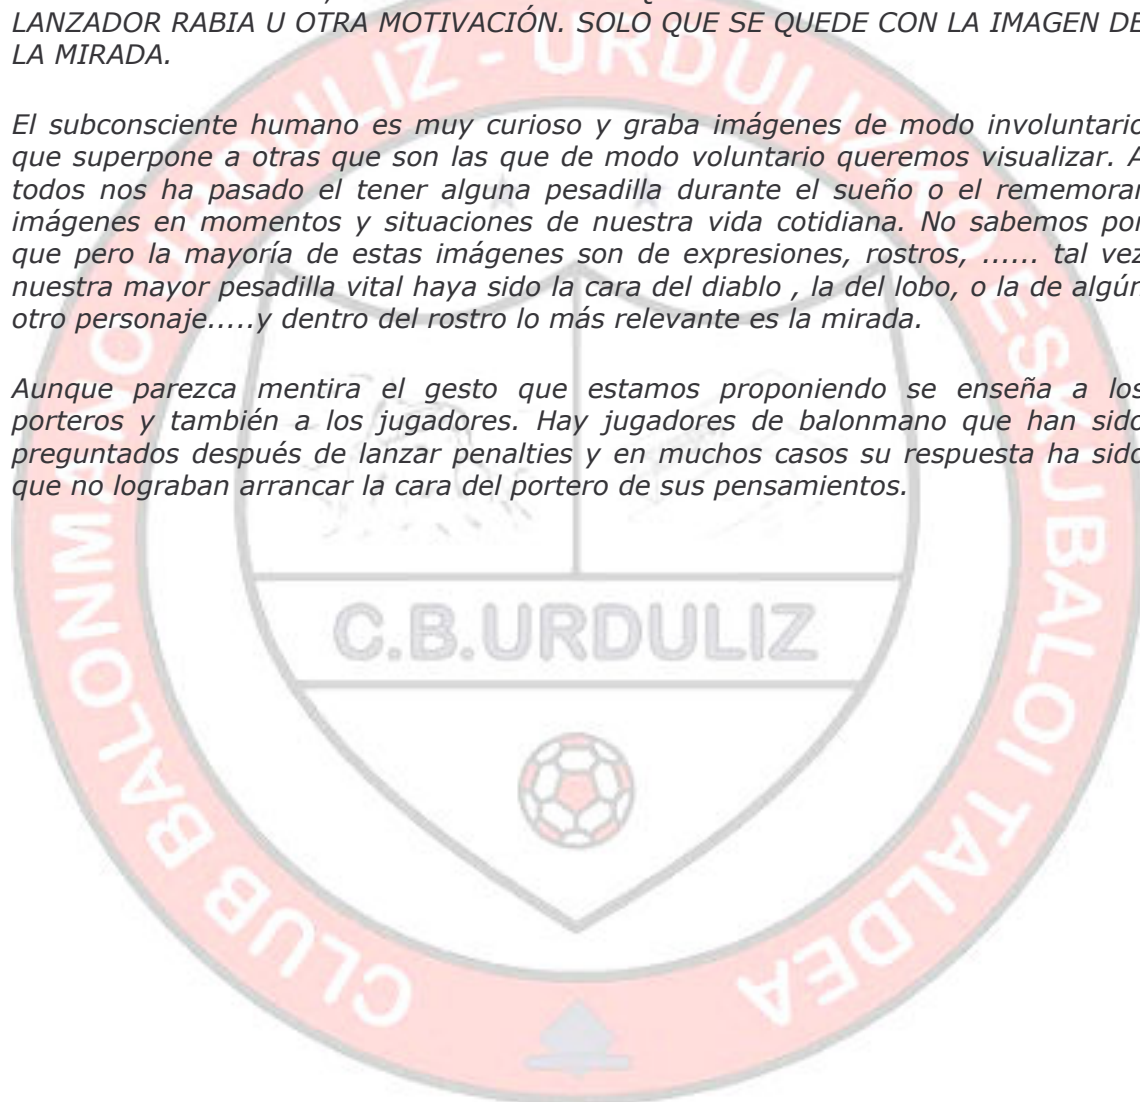 LANZADOR RABIA U OTRA MOTIVACIÓN. SOLO QUE SE QUEDE CON LA IMAGEN DE
LA MIRADA.
El subconsciente humano es muy curioso y graba imágenes de modo involuntario
que superpone a otras que son las que de modo voluntario queremos visualizar. A
todos nos ha pasado el tener alguna pesadilla durante el sueño o el rememorar
imágenes en momentos y situaciones de nuestra vida cotidiana. No sabemos por
que pero la mayoría de estas imágenes son de expresiones, rostros, ...... tal vez
nuestra mayor pesadilla vital haya sido la cara del diablo , la del lobo, o la de algún
otro personaje.....y dentro del rostro lo más relevante es la mirada.
Aunque parezca mentira el gesto que estamos proponiendo se enseña a los
porteros y también a los jugadores. Hay jugadores de balonmano que han sido
preguntados después de lanzar penalties y en muchos casos su respuesta ha sido
que no lograban arrancar la cara del portero de sus pensamientos.
CLUB BALONMANO URDULIZ - URDULIZKO ESKUBALOI TALDEA
C.B.URDULIZ